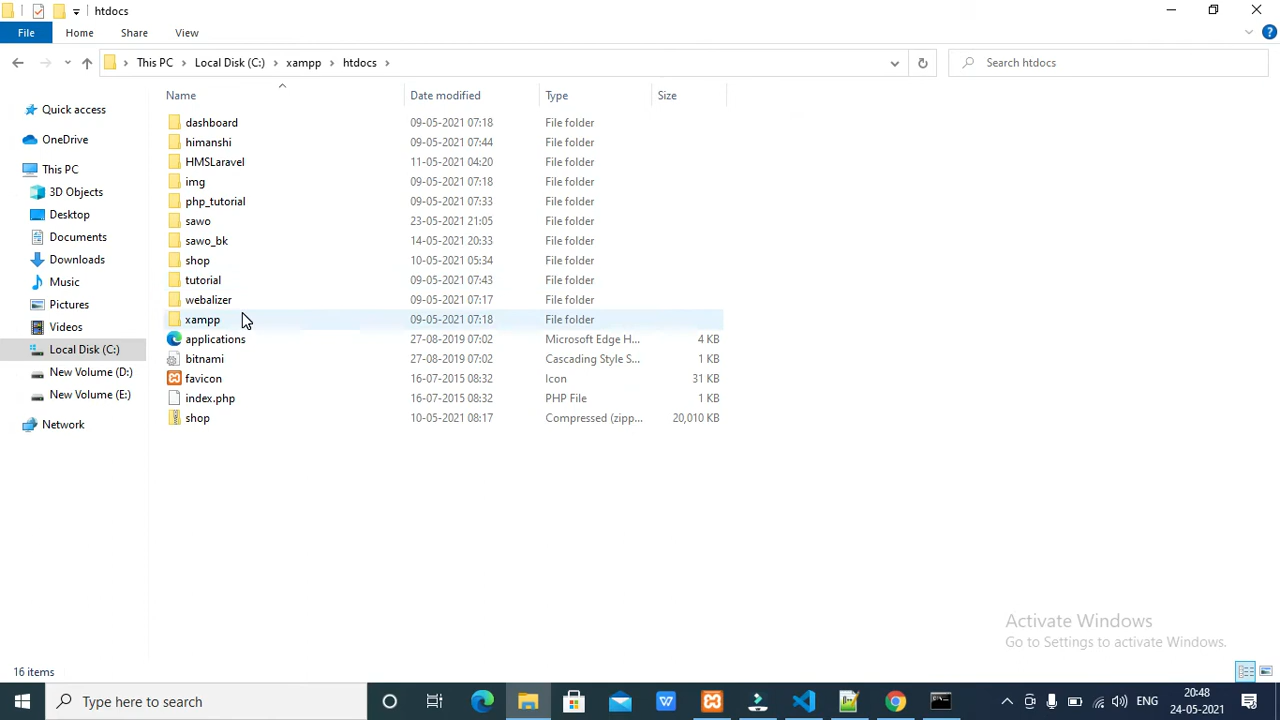 htdocs
File Home Share View
This PC Local Disk (C:) xampp htdocs Search htdocs
Name Date modified Type Size
Quick access
OneDrive
This PC
3D Objects
Desktop
Documents
Downloads
Music
Pictures
Videos
Local Disk (C:)
New Volume (D:)
New Volume (E:)
Network
dashboard 09-05-2021 07:18 File folder
himanshi 09-05-2021 07:44 File folder
HMSLaravel 11-05-2021 04:20 File folder
img 09-05-2021 07:18 File folder
php_tutorial 09-05-2021 07:33 File folder
sawo 23-05-2021 21:05 File folder
sawo_bk 14-05-2021 20:33 File folder
shop 10-05-2021 05:34 File folder
tutorial 09-05-2021 07:43 File folder
webalizer 09-05-2021 07:17 File folder
xampp 09-05-2021 07:18 File folder
applications 27-08-2019 07:02 Microsoft Edge H... 4 KB
bitnami 27-08-2019 07:02 Cascading Style S... 1 KB
favicon 16-07-2015 08:32 Icon 31 KB
index.php 16-07-2015 08:32 PHP File 1 KB
shop 10-05-2021 08:17 Compressed (zipp... 20,010 KB
Activate Windows
Go to Settings to activate Windows.
16 items
Type here to search
ENG
20:48
24-05-2021